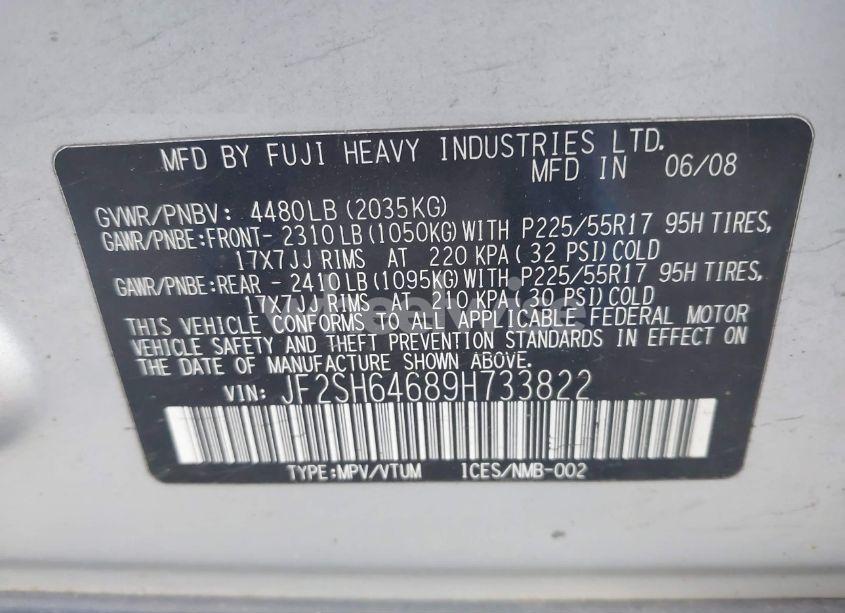 MFD BY FUJI HEAVY INDUSTRIES LTD.
MFD IN 06/08
GVWR/PNBV: 4480LB (2035KG)
GAWR/PNBE:FRONT- 2310LB (1050KG) WITH P225/55R17 95H TIRES,
17X7JJ RIMS AT 220 KPA (32 PSI) COLD
GAWR/PNBE:REAR - 2410LB (1095KG) WITH P225/55R17 95H TIRES,
17X7JJ RIMS AT 210 KPA (30 PSI) COLD
THIS VEHICLE CONFORMS TO ALL APPLICABLE FEDERAL MOTOR
VEHICLE SAFETY AND THEFT PREVENTION STANDARDS IN EFFECT ON
THE DATE OF MANUFACTURE SHOWN ABOVE.
VIN: JF2SH64689H733822
TYPE:MPV/VTUM ICES/NMB-002